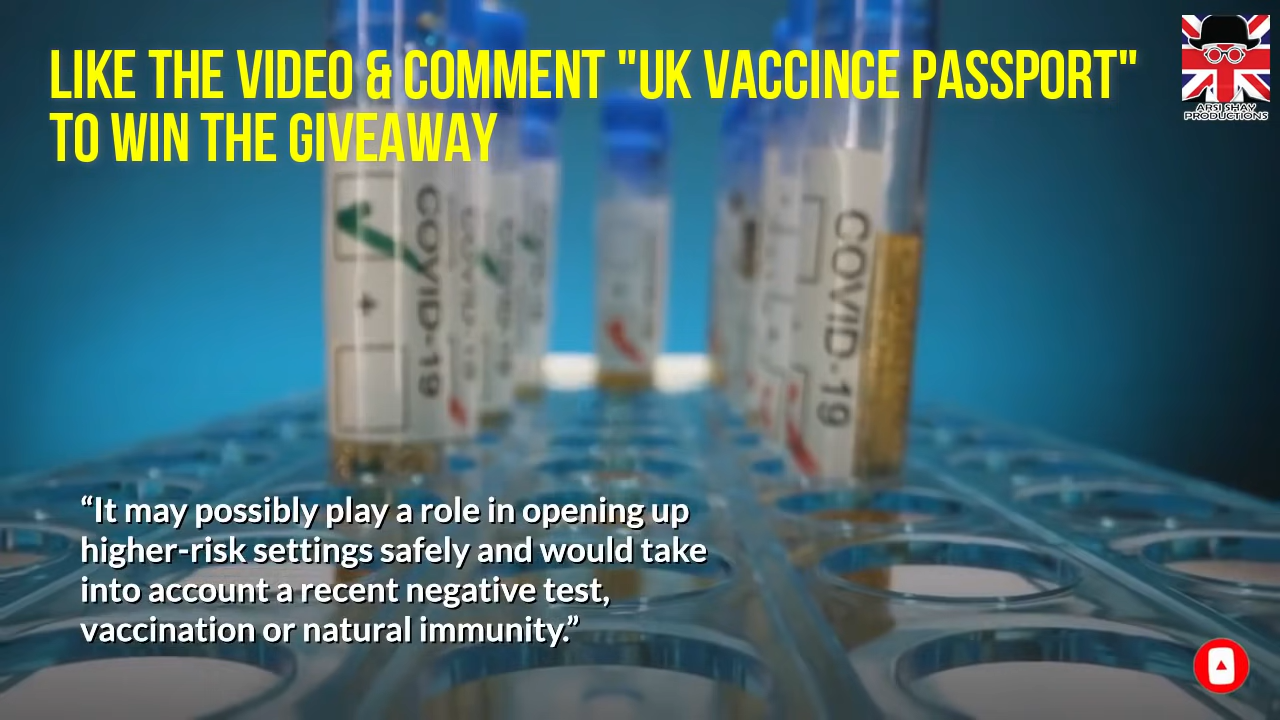 LIKE THE VIDEO & COMMENT "UK VACCINCE PASSPORT"
TO WIN THE GIVEAWAY
ARSI SHAY
PRODUCTIONS
COVID-19
+
COVID-19
COVID-19
“It may possibly play a role in opening up
higher-risk settings safely and would take
into account a recent negative test,
vaccination or natural immunity.”